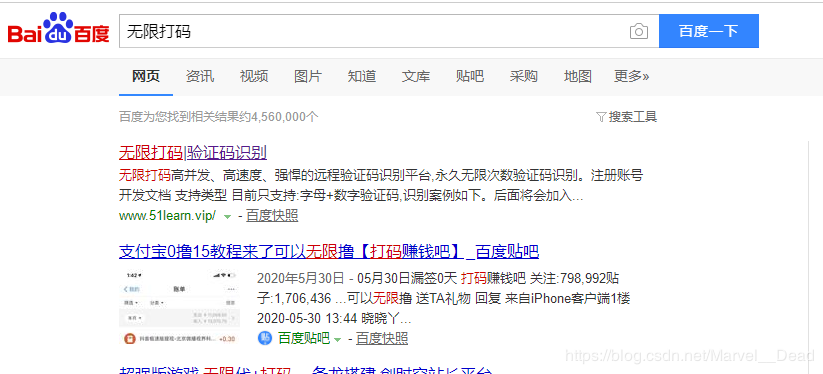 Bai du 百度 无限打码 百度一下
网页 资讯 视频 图片 知道 文库 贴吧 采购 地图 更多»
百度为您找到相关结果约4,560,000个 搜索工具
无限打码|验证码识别
无限打码高并发、高速度、强悍的远程验证码识别平台,永久无限次数验证码识别。注册账号
开发文档 支持类型 目前只支持:字母+数字验证码,识别案例如下。后面将会加入...
www.51learn.vip/ - 百度快照
支付宝0撸15教程来了可以无限撸【打码赚钱吧】_百度贴吧
1:42
账单
+0.30
2020年5月30日 - 05月30日漏签0天 打码赚钱吧 关注:798,992贴
子:1,706,436 ...可以无限撸 送TA礼物 回复 来自iPhone客户端1楼
2020-05-30 13:44 晓晓丫...
贴 百度贴吧 - 百度快照
https://blog.csdn.net/Marvel__Dead